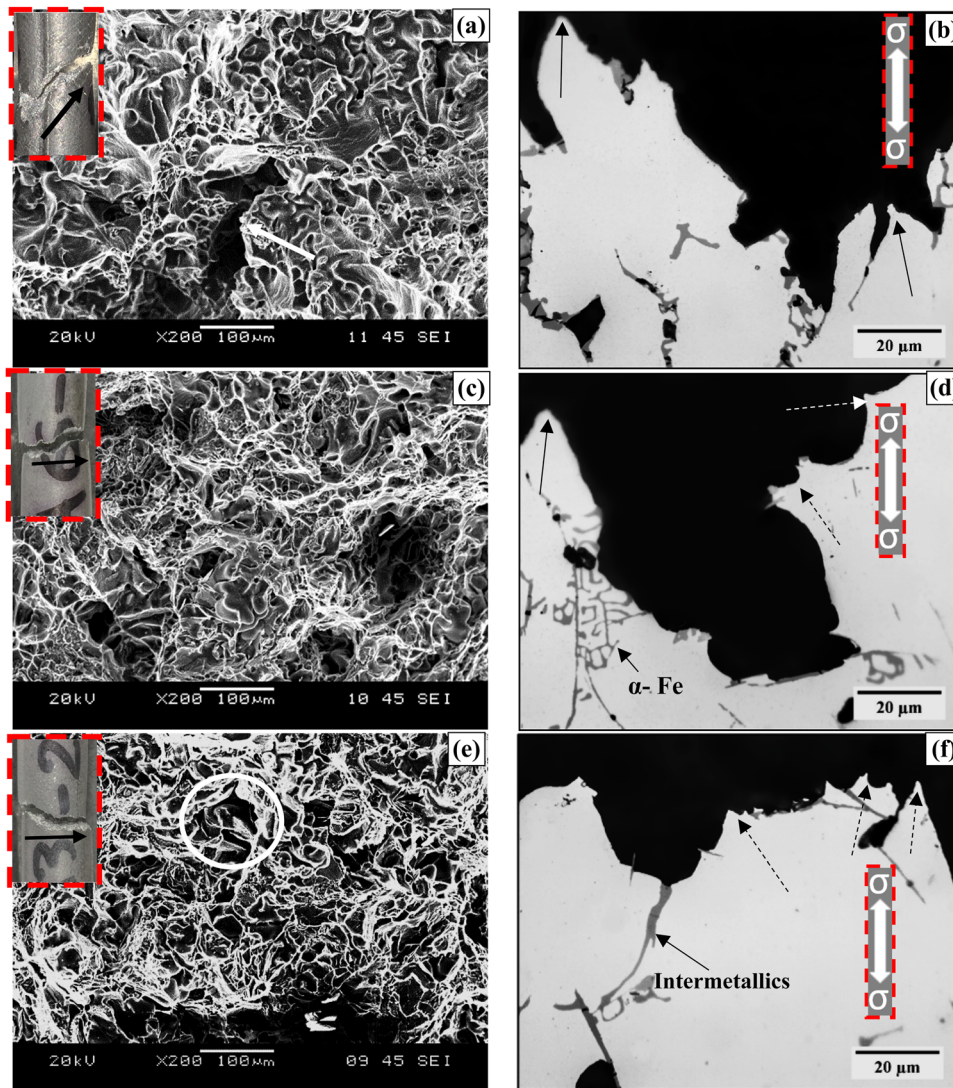 (a)
20kV X200 100µm 11 45 SEI
(b)
σ
σ
20 µm
(c)
20kV X200 100µm 10 45 SEI
(d)
σ
σ
α- Fe
20 µm
(e)
2
3
20kV X200 100µm 09 45 SEI
(f)
σ
σ
Intermetallics
20 µm